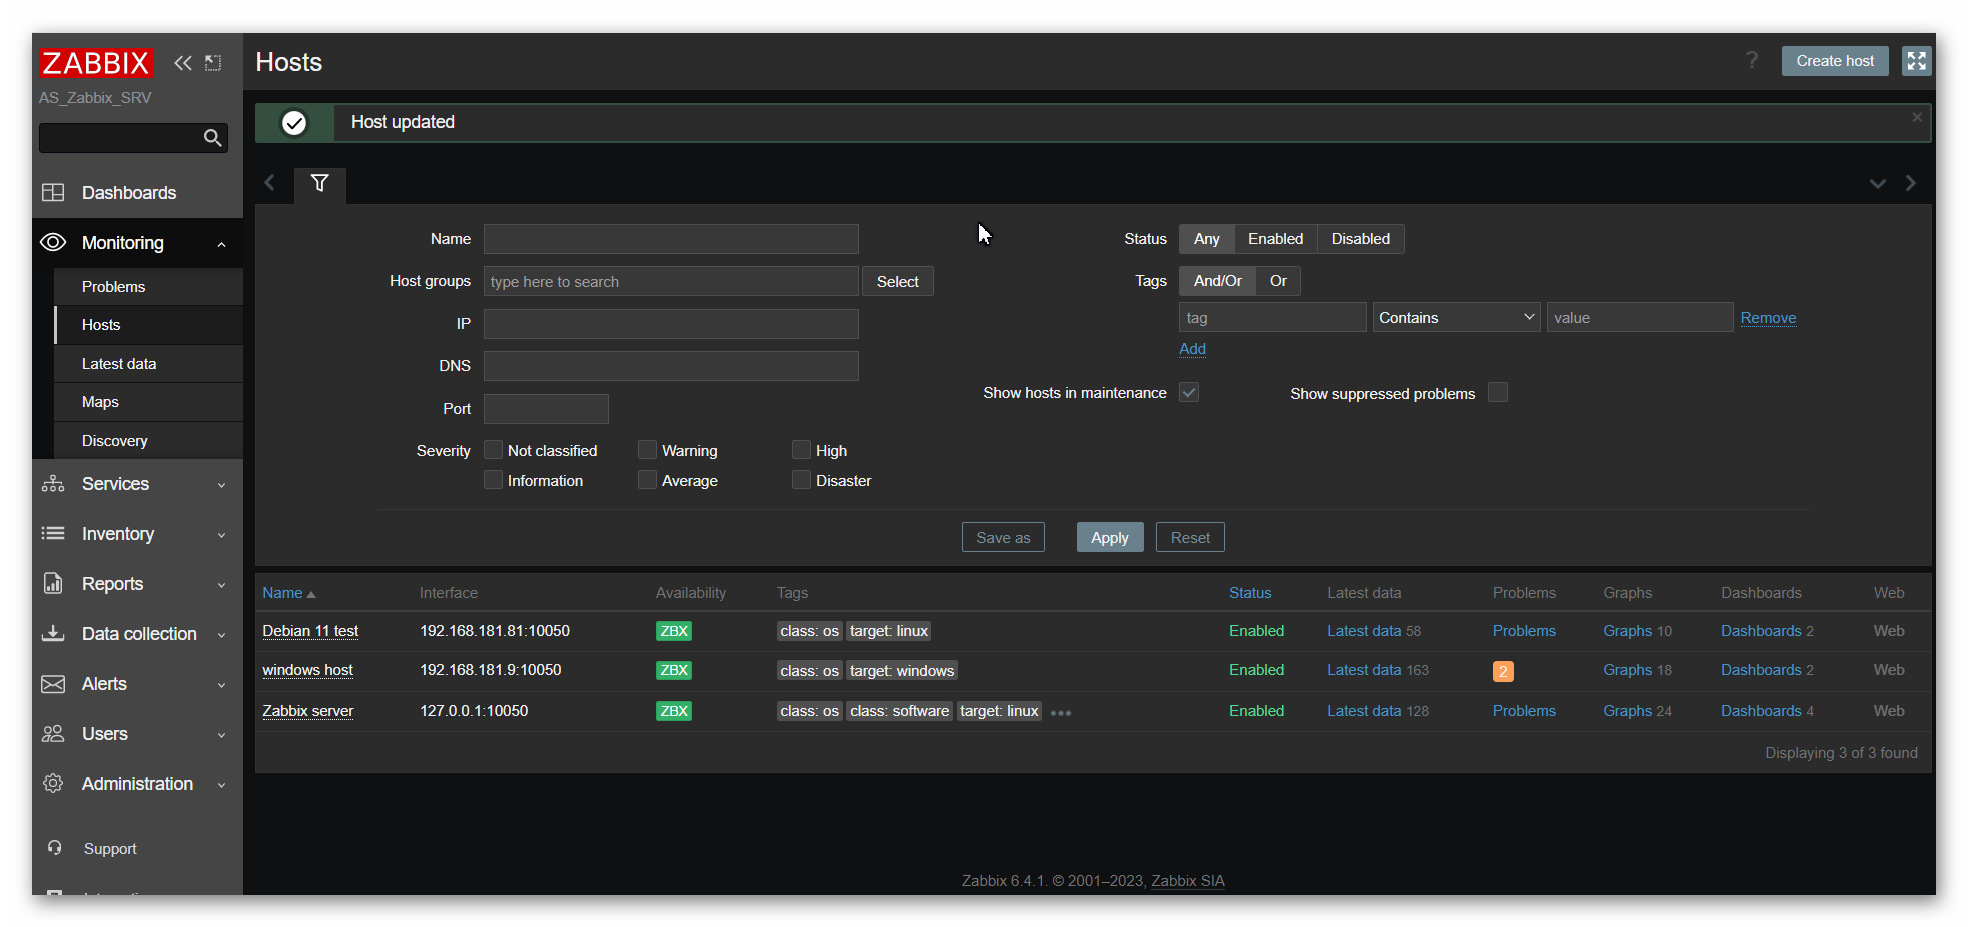 ZABBIX
AS_Zabbix_SRV
Dashboards
Monitoring
Problems
Hosts
Latest data
Maps
Discovery
Services
Inventory
Reports
Data collection
Alerts
Users
Administration
Support
Hosts
? Create host
Host updated
Name
Host groups type here to search Select
IP
DNS
Port
Severity Not classified Warning High
Information Average Disaster
Status Any Enabled Disabled
Tags And/Or Or
tag Contains value Remove
Add
Show hosts in maintenance Show suppressed problems
Save as Apply Reset
Name Interface Availability Tags Status Latest data Problems Graphs Dashboards Web
Debian 11 test 192.168.181.81:10050 ZBX class: os target: linux Enabled Latest data 58 Problems Graphs 10 Dashboards 2 Web
windows host 192.168.181.9:10050 ZBX class: os target: windows Enabled Latest data 163 2 Graphs 18 Dashboards 2 Web
Zabbix server 127.0.0.1:10050 ZBX class: os class: software target: linux ••• Enabled Latest data 128 Problems Graphs 24 Dashboards 4 Web
Displaying 3 of 3 found
Zabbix 6.4.1. © 2001–2023, Zabbix SIA